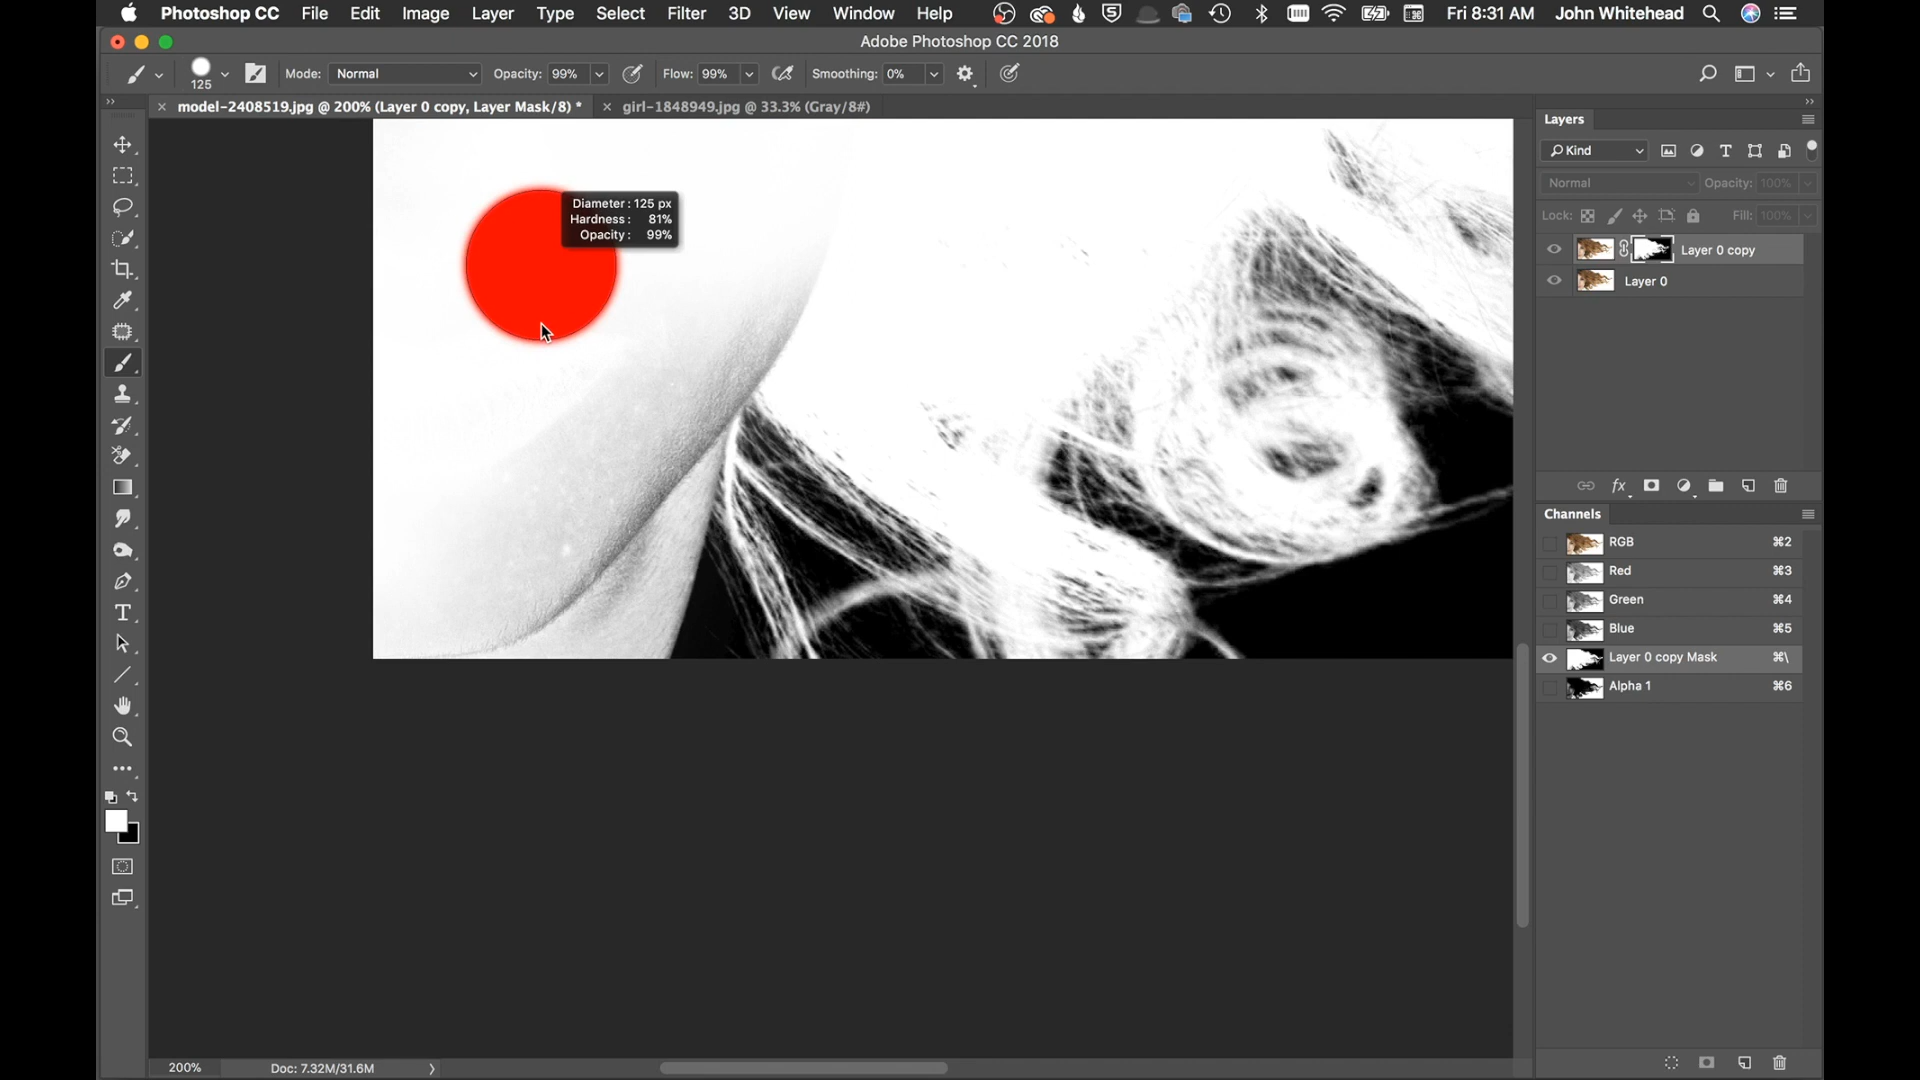 Photoshop CC File Edit Image Layer Type Select Filter 3D View Window Help Fri 8:31 AM John Whitehead
Adobe Photoshop CC 2018
125 Mode: Normal Opacity: 99% Flow: 99% Smoothing: 0%
model-2408519.jpg @ 200% (Layer 0 copy, Layer Mask/8) * girl-1848949.jpg @ 33.3% (Gray/8#)
Diameter: 125 px
Hardness: 81%
Opacity: 99%
Layers
Kind
Normal Opacity: 100%
Lock: Fill: 100%
Layer 0 copy
Layer 0
fx
Channels
RGB ⌘2
Red ⌘3
Green ⌘4
Blue ⌘5
Layer 0 copy Mask ⌘\
Alpha 1 ⌘6
200% Doc: 7.32M/31.6M